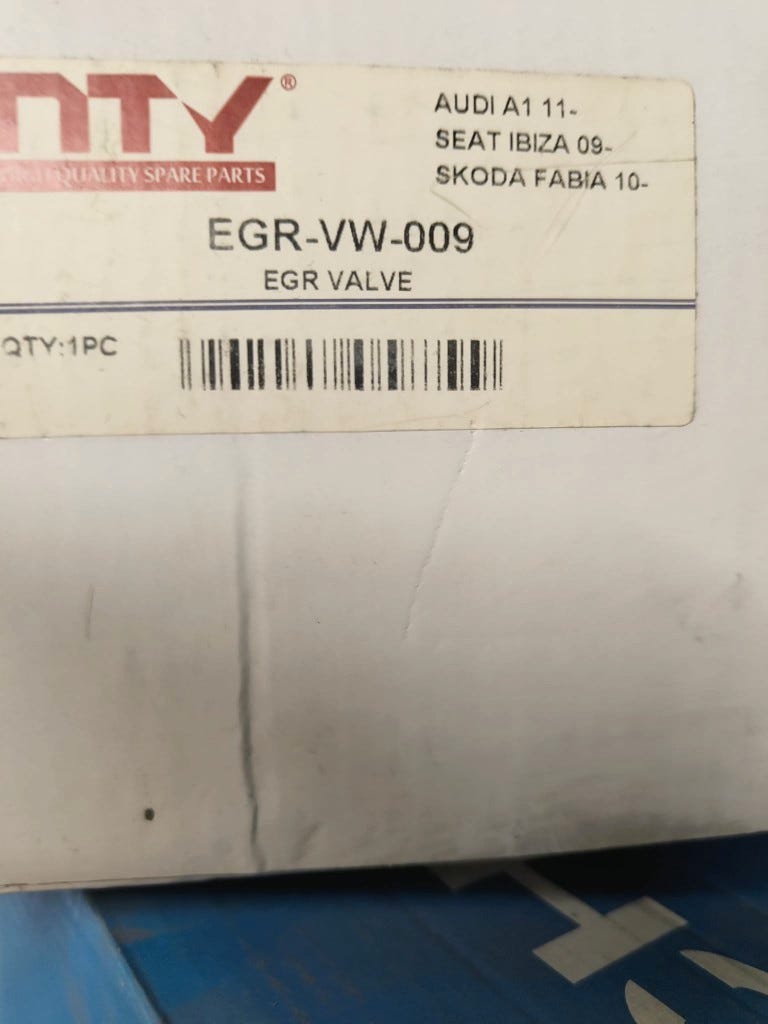 NTY®
HIGH QUALITY SPARE PARTS
AUDI A1 11-
SEAT IBIZA 09-
SKODA FABIA 10-
EGR-VW-009
EGR VALVE
QTY:1PC